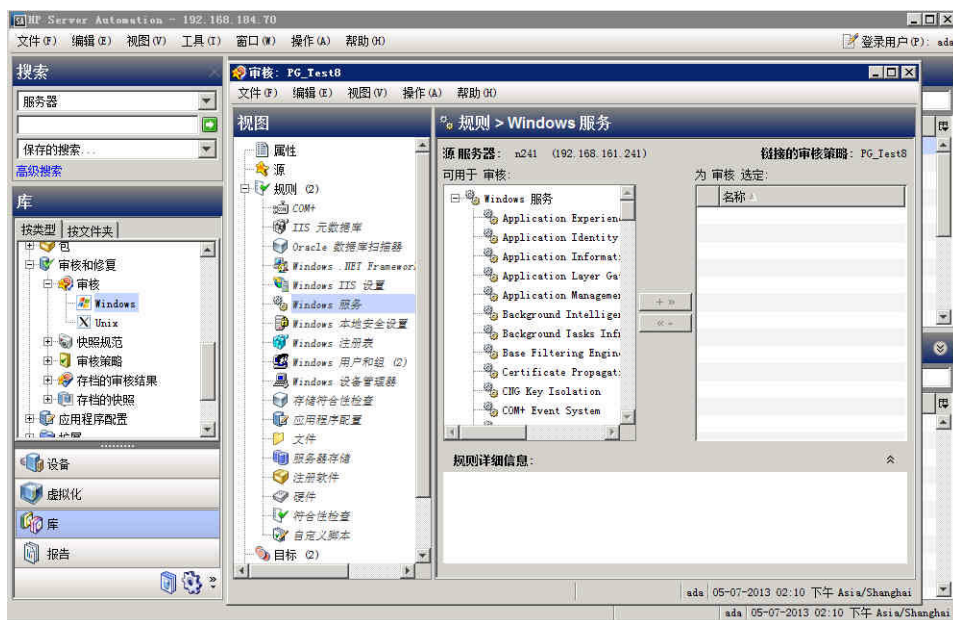 HP Server Automation - 192.168.184.70
文件(F) 编辑(E) 视图(V) 工具(T) 窗口(W) 操作(A) 帮助(H)
登录用户(P): ada
搜索
服务器
保存的搜索...
高级搜索
库
按类型 按文件夹
包
审核和修复
审核
Windows
Unix
快照规范
审核策略
存档的审核结果
存档的快照
应用程序配置
扩展
设备
虚拟化
库
报告
审核: PG_Test8
文件(F) 编辑(E) 视图(V) 操作(A) 帮助(H)
视图
属性
源
规则 (2)
COM+
IIS 元数据库
Oracle 数据库扫描器
Windows .NET Framewor
Windows IIS 设置
Windows 服务
Windows 本地安全设置
Windows 注册表
Windows 用户和组 (2)
Windows 设备管理器
存储符合性检查
应用程序配置
文件
服务器存储
注册软件
硬件
符合性检查
自定义脚本
目标 (2)
规则 > Windows 服务
源 服务器: n241 (192.168.161.241) 链接的审核策略: PG_Test8
可用于 审核: 为 审核 选定:
Windows 服务
Application Experien
Application Identity
Application Informat
Application Layer Ga
Application Managemen
Background Intelliger
Background Tasks Inf
Base Filtering Engin
Certificate Propagat
CNG Key Isolation
COM+ Event System
+ »
« -
名称
规则详细信息:
ada 05-07-2013 02:10 下午 Asia/Shanghai
ada 05-07-2013 02:10 下午 Asia/Shanghai